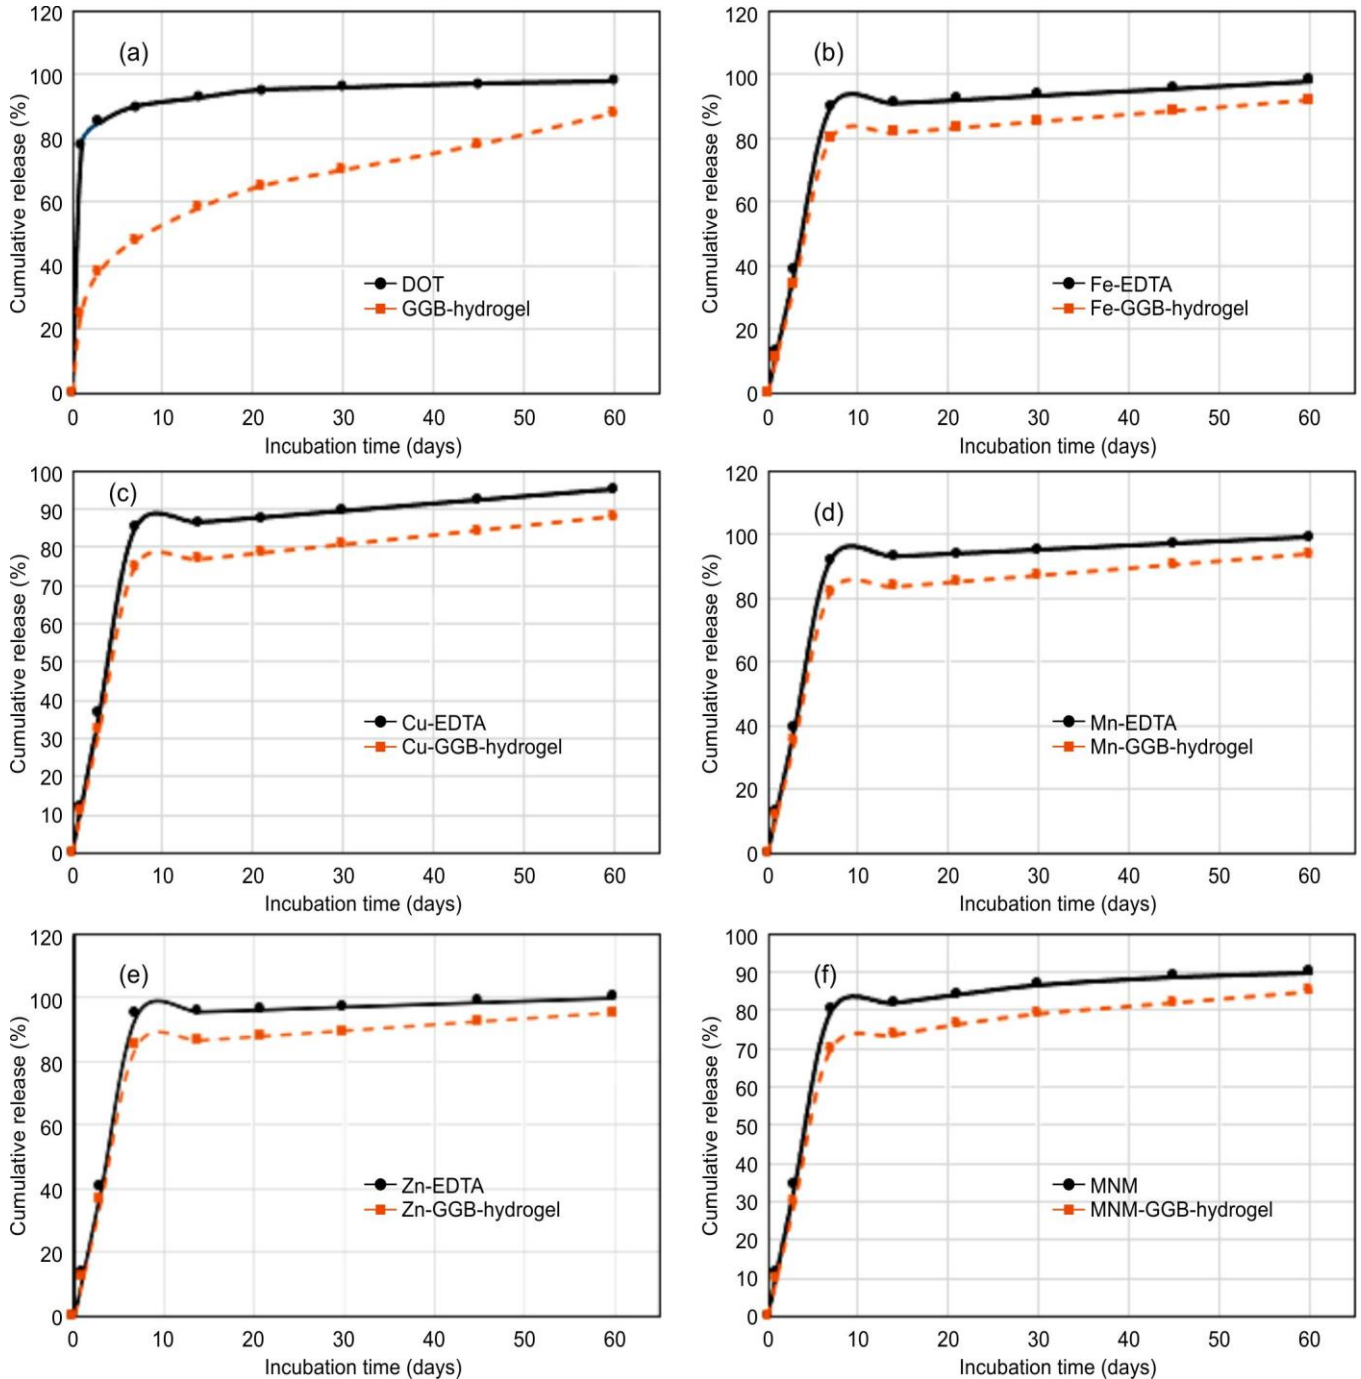 (a)
Cumulative release (%)
120
100
80
60
40
20
0
DOT
GGB-hydrogel
0 10 20 30 40 50 60
Incubation time (days)
(b)
Cumulative release (%)
120
100
80
60
40
20
0
Fe-EDTA
Fe-GGB-hydrogel
0 10 20 30 40 50 60
Incubation time (days)
(c)
Cumulative release (%)
100
90
80
70
60
50
40
30
20
10
0
Cu-EDTA
Cu-GGB-hydrogel
0 10 20 30 40 50 60
Incubation time (days)
(d)
Cumulative release (%)
120
100
80
60
40
20
0
Mn-EDTA
Mn-GGB-hydrogel
0 10 20 30 40 50 60
Incubation time (days)
(e)
Cumulative release (%)
120
100
80
60
40
20
0
Zn-EDTA
Zn-GGB-hydrogel
0 10 20 30 40 50 60
Incubation time (days)
(f)
Cumulative release (%)
100
90
80
70
60
50
40
30
20
10
0
MNM
MNM-GGB-hydrogel
0 10 20 30 40 50 60
Incubation time (days)